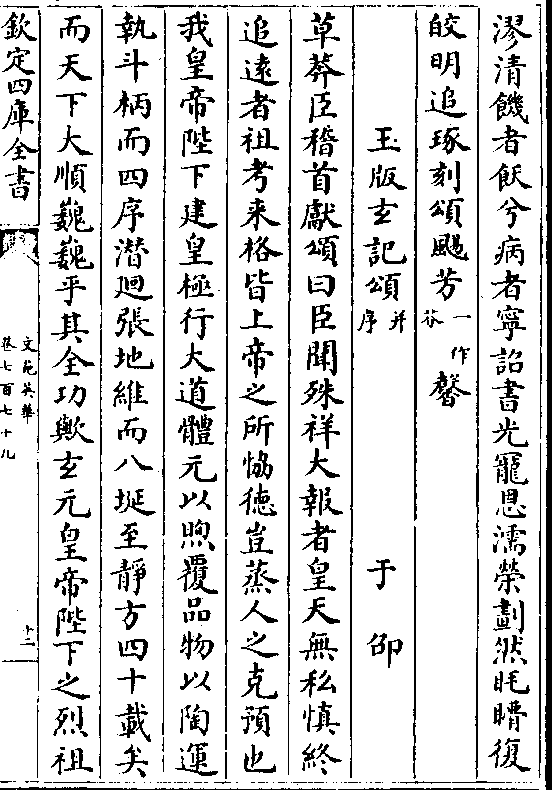 漻清饑者飫兮病者寧詔書光寵恩濡榮劃然眊瞶復
皎明追琢刻頌颺芳一作芬馨
玉版玄記頌并序 于邵
草莽臣稽首獻頌曰臣聞殊祥大報者皇天無私慎終
追遠者祖考来格皆上帝之所恊徳豈蒸人之克預也
我皇帝陛下建皇極行大道體元以煦覆品物以陶運
執斗柄而四序潜廻張地維而八埏至靜方四十載矣
而天下大順巍巍乎其全功歟玄元皇帝陛下之烈祖
欽定四庫全書
文苑英華
卷七百七十九
十二